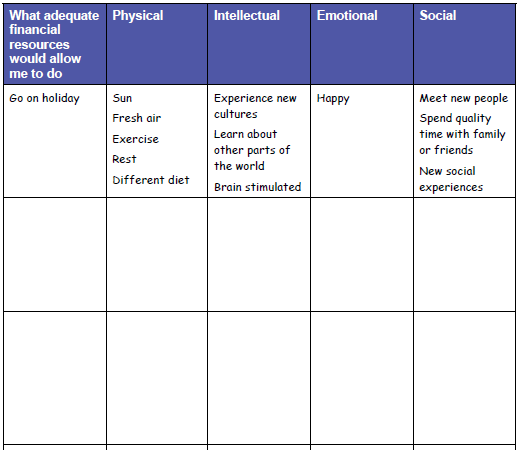 What adequate
financial
resources
would allow
me to do
Physical
Intellectual
Emotional
Social
Go on holiday
Sun
Fresh air
Exercise
Rest
Different diet
Experience new
cultures
Learn about
other parts of
the world
Brain stimulated
Happy
Meet new people
Spend quality
time with family
or friends
New social
experiences